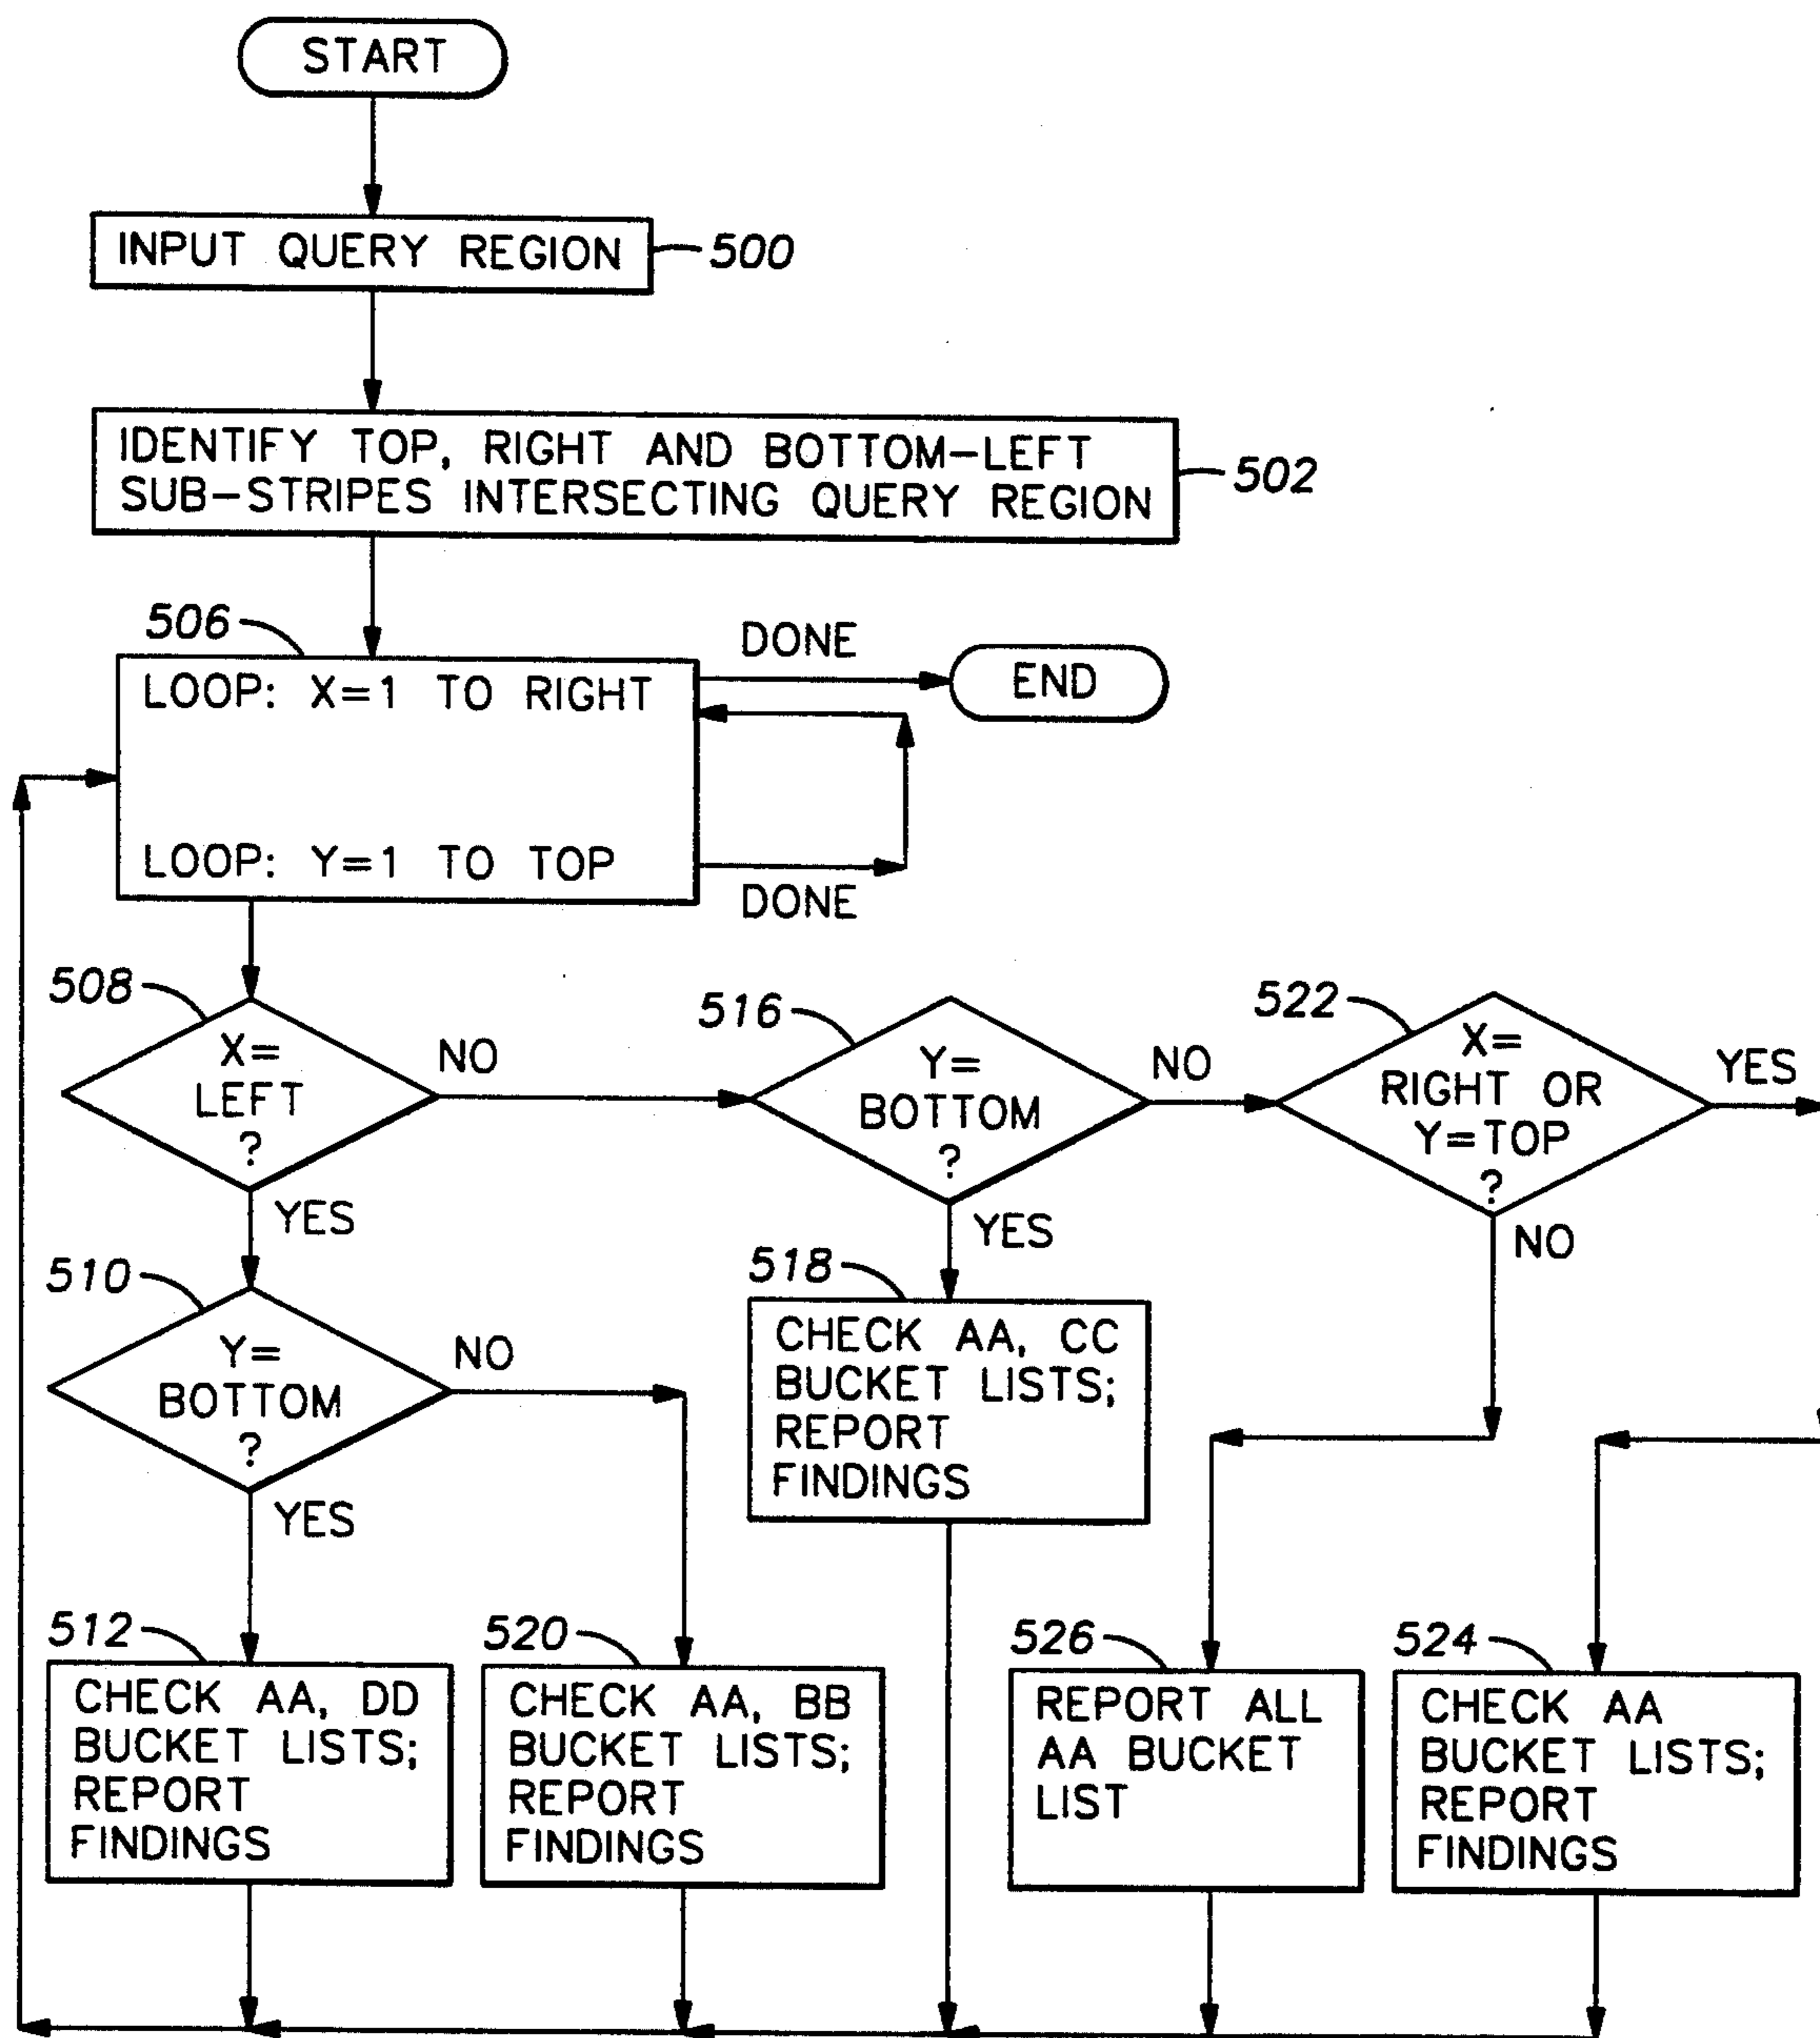 START
INPUT QUERY REGION
500
IDENTIFY TOP, RIGHT AND BOTTOM-LEFT
SUB-STRIPES INTERSECTING QUERY REGION
502
506
LOOP: X=1 TO RIGHT
DONE
END
LOOP: Y=1 TO TOP
DONE
508
X=
LEFT
?
NO
YES
516
Y=
BOTTOM
?
NO
YES
522
X=
RIGHT OR
Y=TOP
?
YES
NO
510
Y=
BOTTOM
?
NO
YES
518
CHECK AA, CC
BUCKET LISTS;
REPORT
FINDINGS
512
CHECK AA, DD
BUCKET LISTS;
REPORT
FINDINGS
520
CHECK AA, BB
BUCKET LISTS;
REPORT
FINDINGS
526
REPORT ALL
AA BUCKET
LIST
524
CHECK AA
BUCKET LISTS;
REPORT
FINDINGS